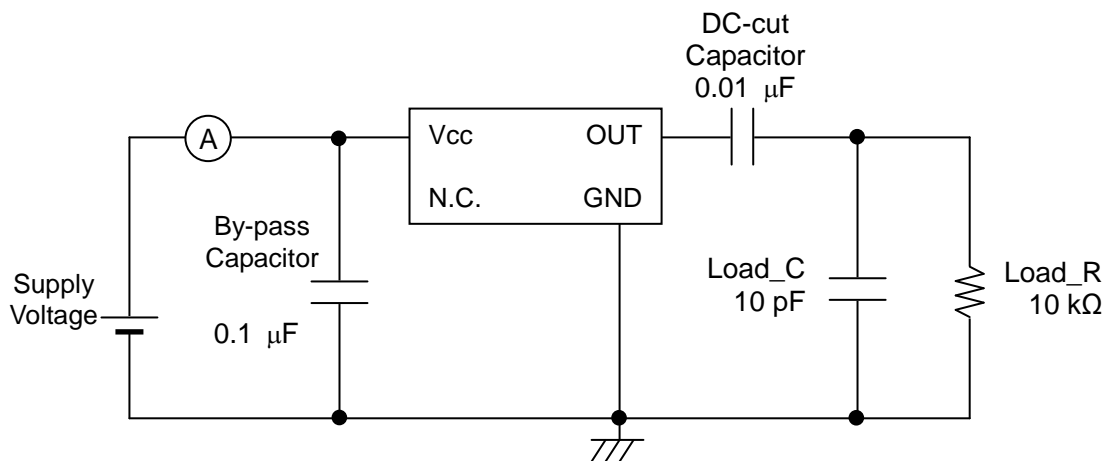 DC-cut
Capacitor
0.01 μF
A
Vcc OUT
N.C. GND
By-pass
Capacitor
0.1 μF
Supply
Voltage
Load_C
10 pF
Load_R
10 kΩ